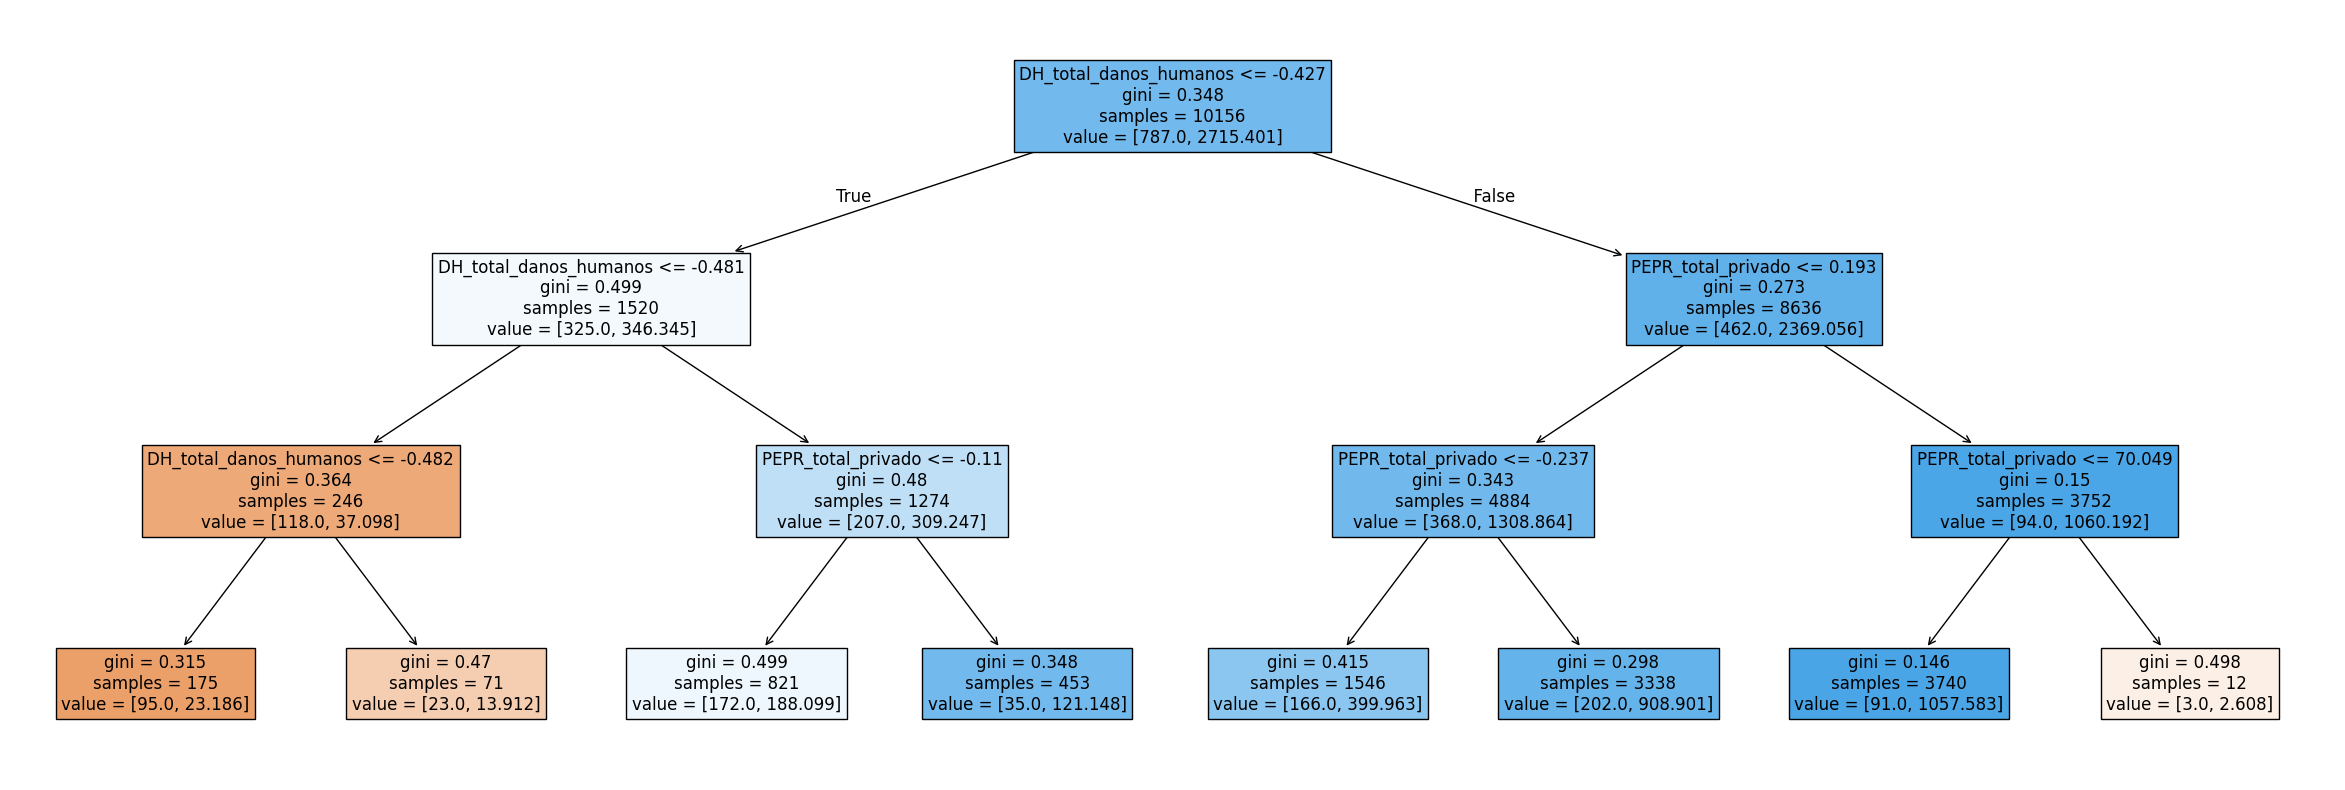 DH_total_danos_humanos <= -0.427
gini = 0.348
samples = 10156
value = [787.0, 2715.401]
True
False
DH_total_danos_humanos <= -0.481
gini = 0.499
samples = 1520
value = [325.0, 346.345]
PEPR_total_privado <= 0.193
gini = 0.273
samples = 8636
value = [462.0, 2369.056]
DH_total_danos_humanos <= -0.482
gini = 0.364
samples = 246
value = [118.0, 37.098]
PEPR_total_privado <= -0.11
gini = 0.48
samples = 1274
value = [207.0, 309.247]
PEPR_total_privado <= -0.237
gini = 0.343
samples = 4884
value = [368.0, 1308.864]
PEPR_total_privado <= 70.049
gini = 0.15
samples = 3752
value = [94.0, 1060.192]
gini = 0.315
samples = 175
value = [95.0, 23.186]
gini = 0.47
samples = 71
value = [23.0, 13.912]
gini = 0.499
samples = 821
value = [172.0, 188.099]
gini = 0.348
samples = 453
value = [35.0, 121.148]
gini = 0.415
samples = 1546
value = [166.0, 399.963]
gini = 0.298
samples = 3338
value = [202.0, 908.901]
gini = 0.146
samples = 3740
value = [91.0, 1057.583]
gini = 0.498
samples = 12
value = [3.0, 2.608]